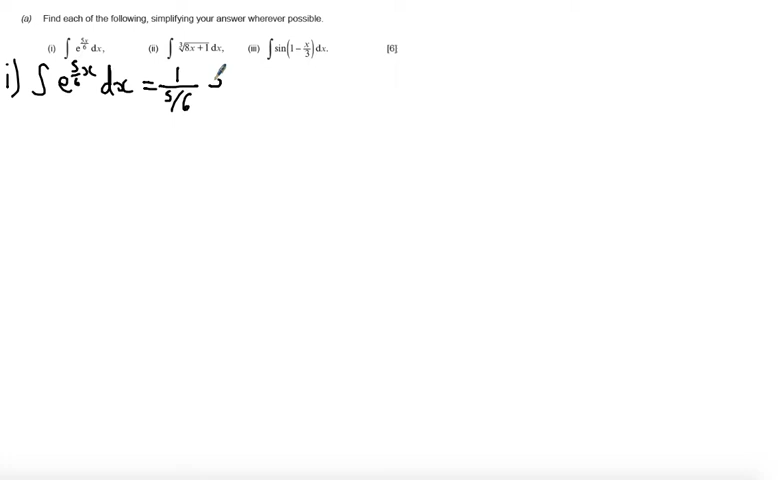 (a) Find each of the following, simplifying your answer wherever possible.
(i) ∫ e^(5x/6) dx, (ii) ∫ ∛(8x + 1) dx, (iii) ∫ sin(1 − x/3) dx. [6]
i) ∫ e^(5/6 x) dx = 1/(5/6)